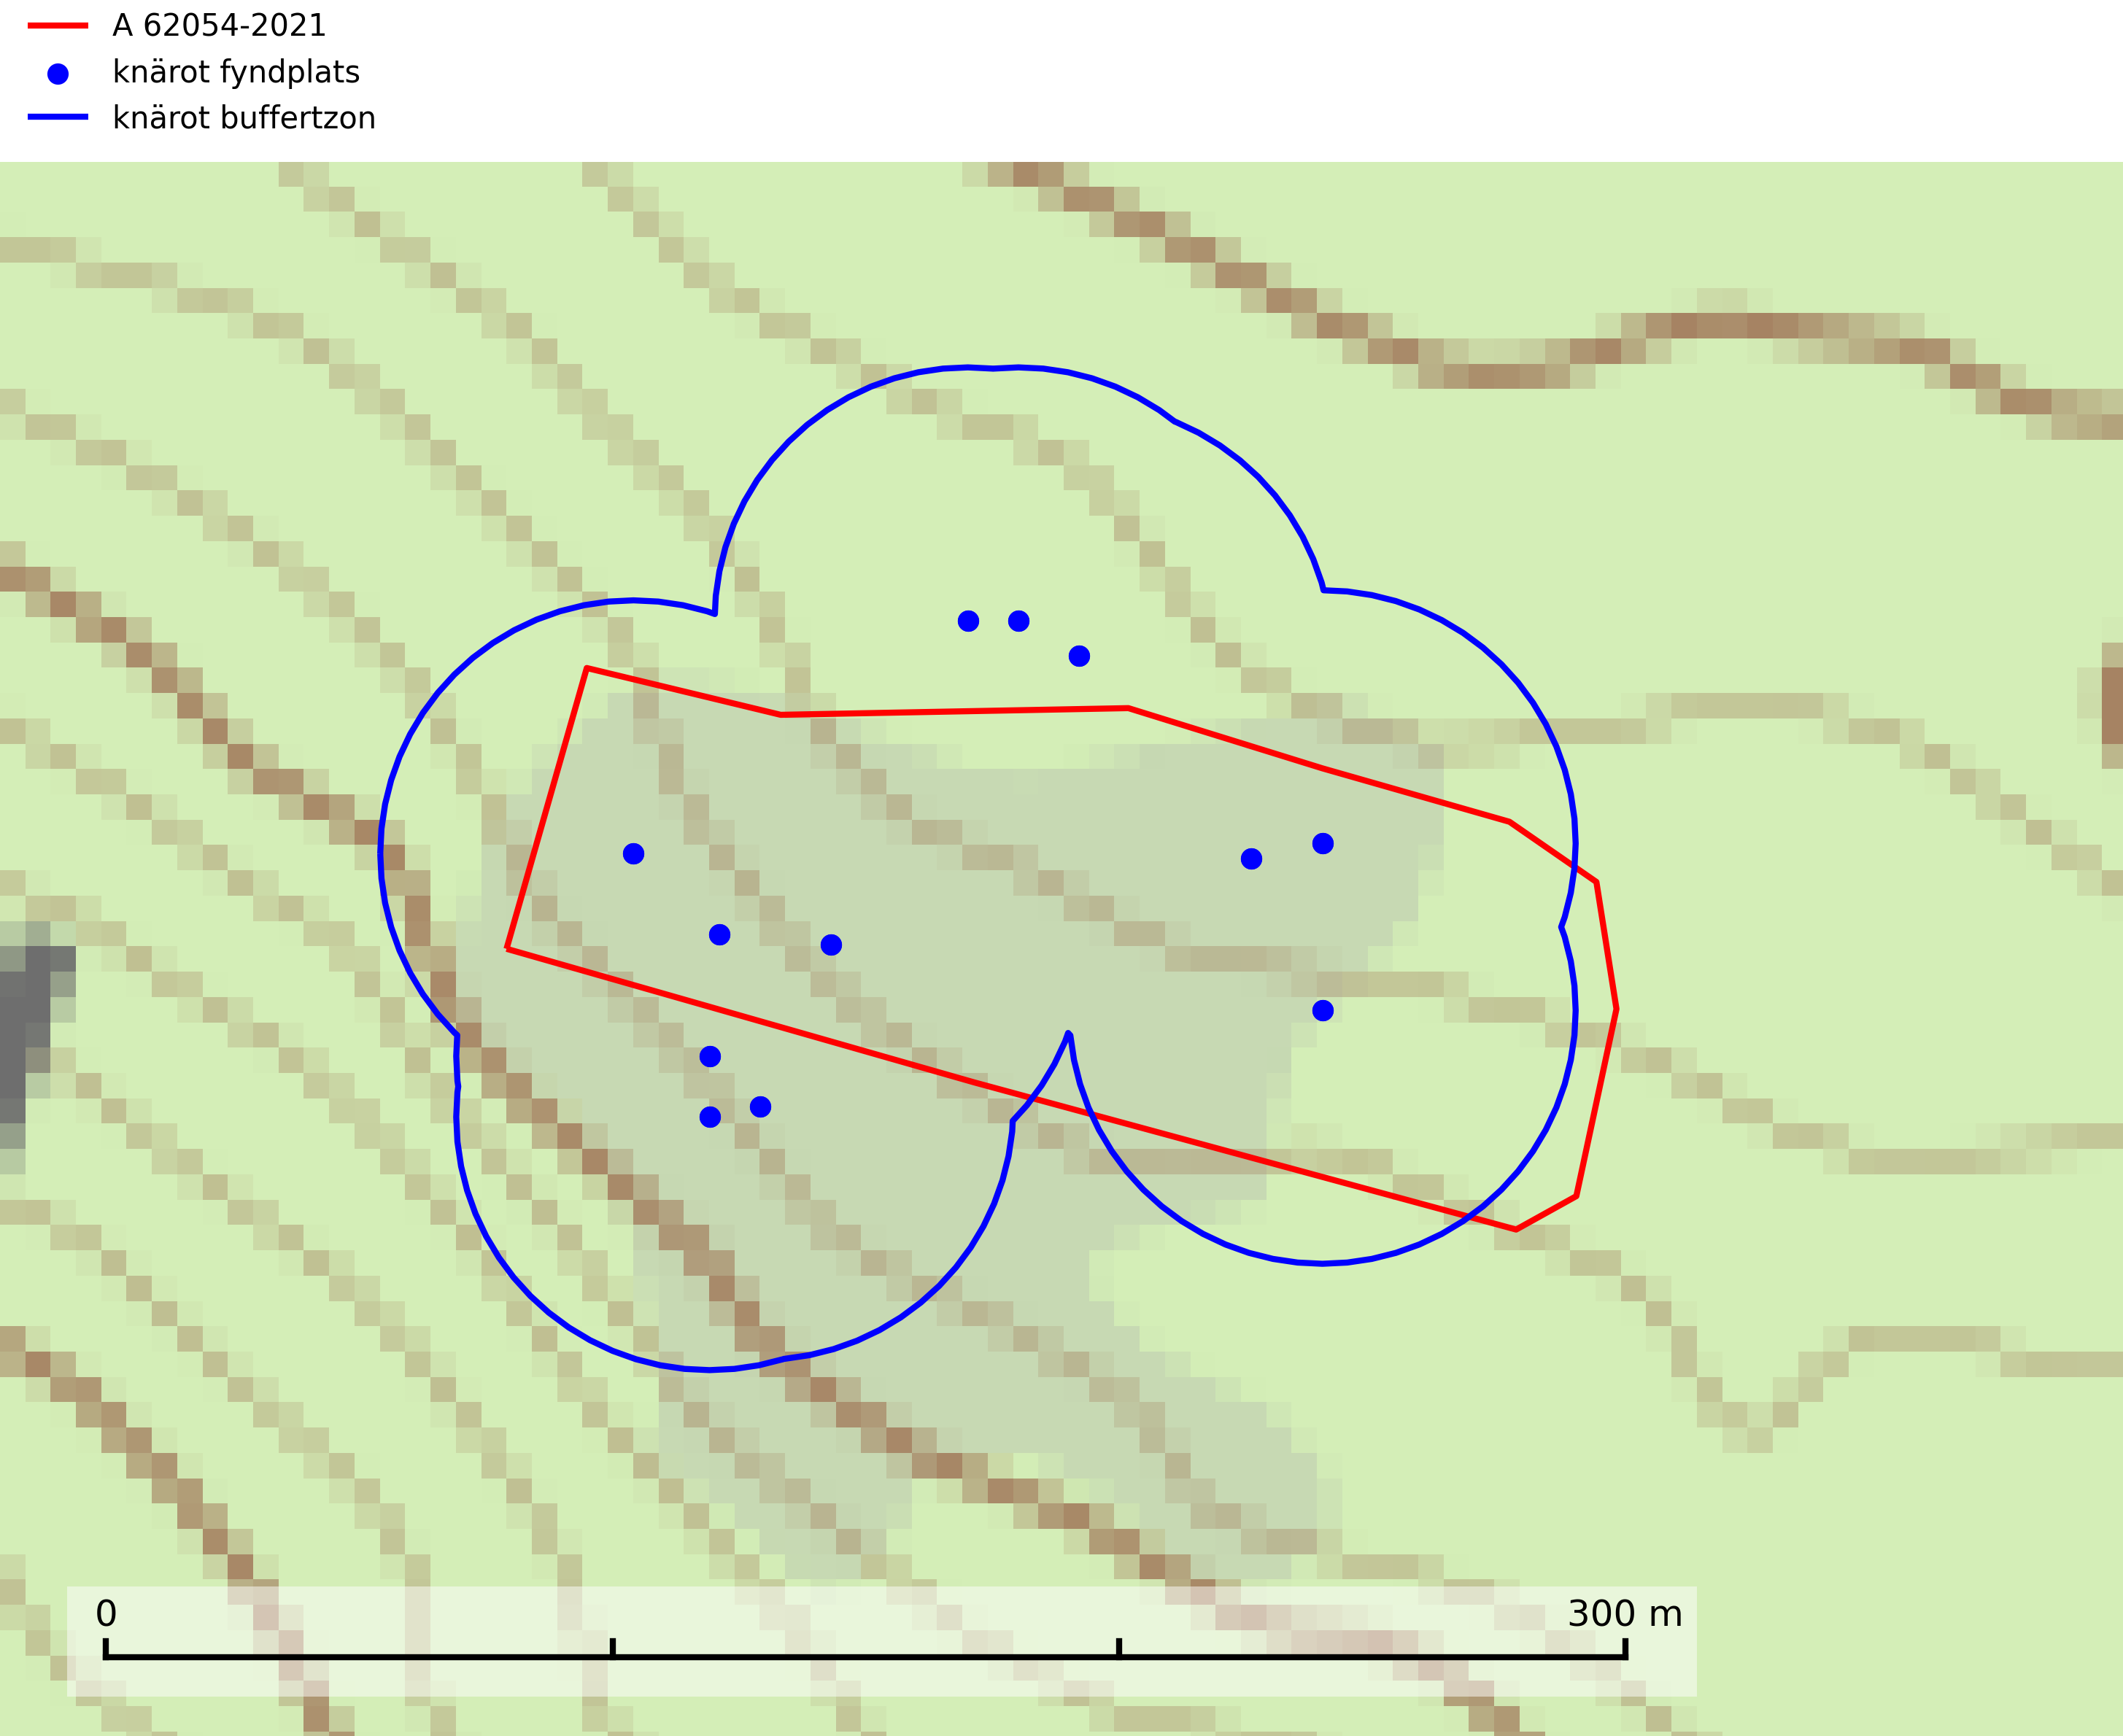 A 62054-2021
knärot fyndplats
knärot buffertzon
0 300 m